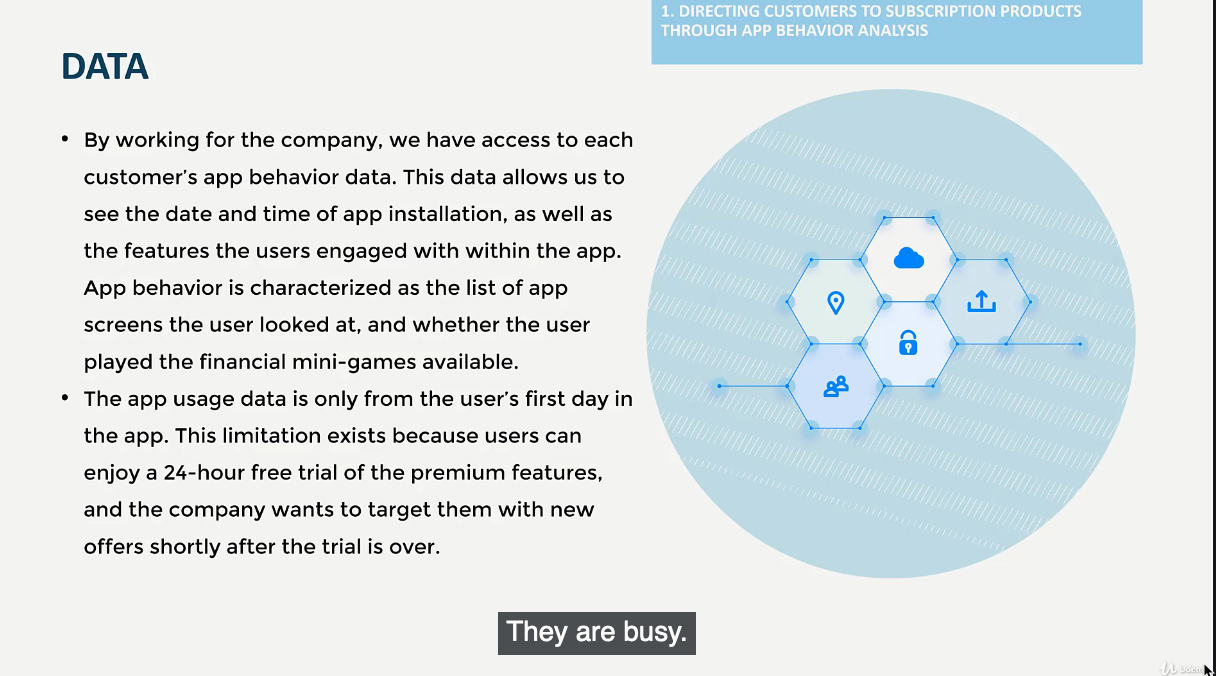 1. DIRECTING CUSTOMERS TO SUBSCRIPTION PRODUCTS
THROUGH APP BEHAVIOR ANALYSIS
DATA
• By working for the company, we have access to each
customer's app behavior data. This data allows us to
see the date and time of app installation, as well as
the features the users engaged with within the app.
App behavior is characterized as the list of app
screens the user looked at, and whether the user
played the financial mini-games available.
• The app usage data is only from the user's first day in
the app. This limitation exists because users can
enjoy a 24-hour free trial of the premium features,
and the company wants to target them with new
offers shortly after the trial is over.
They are busy.